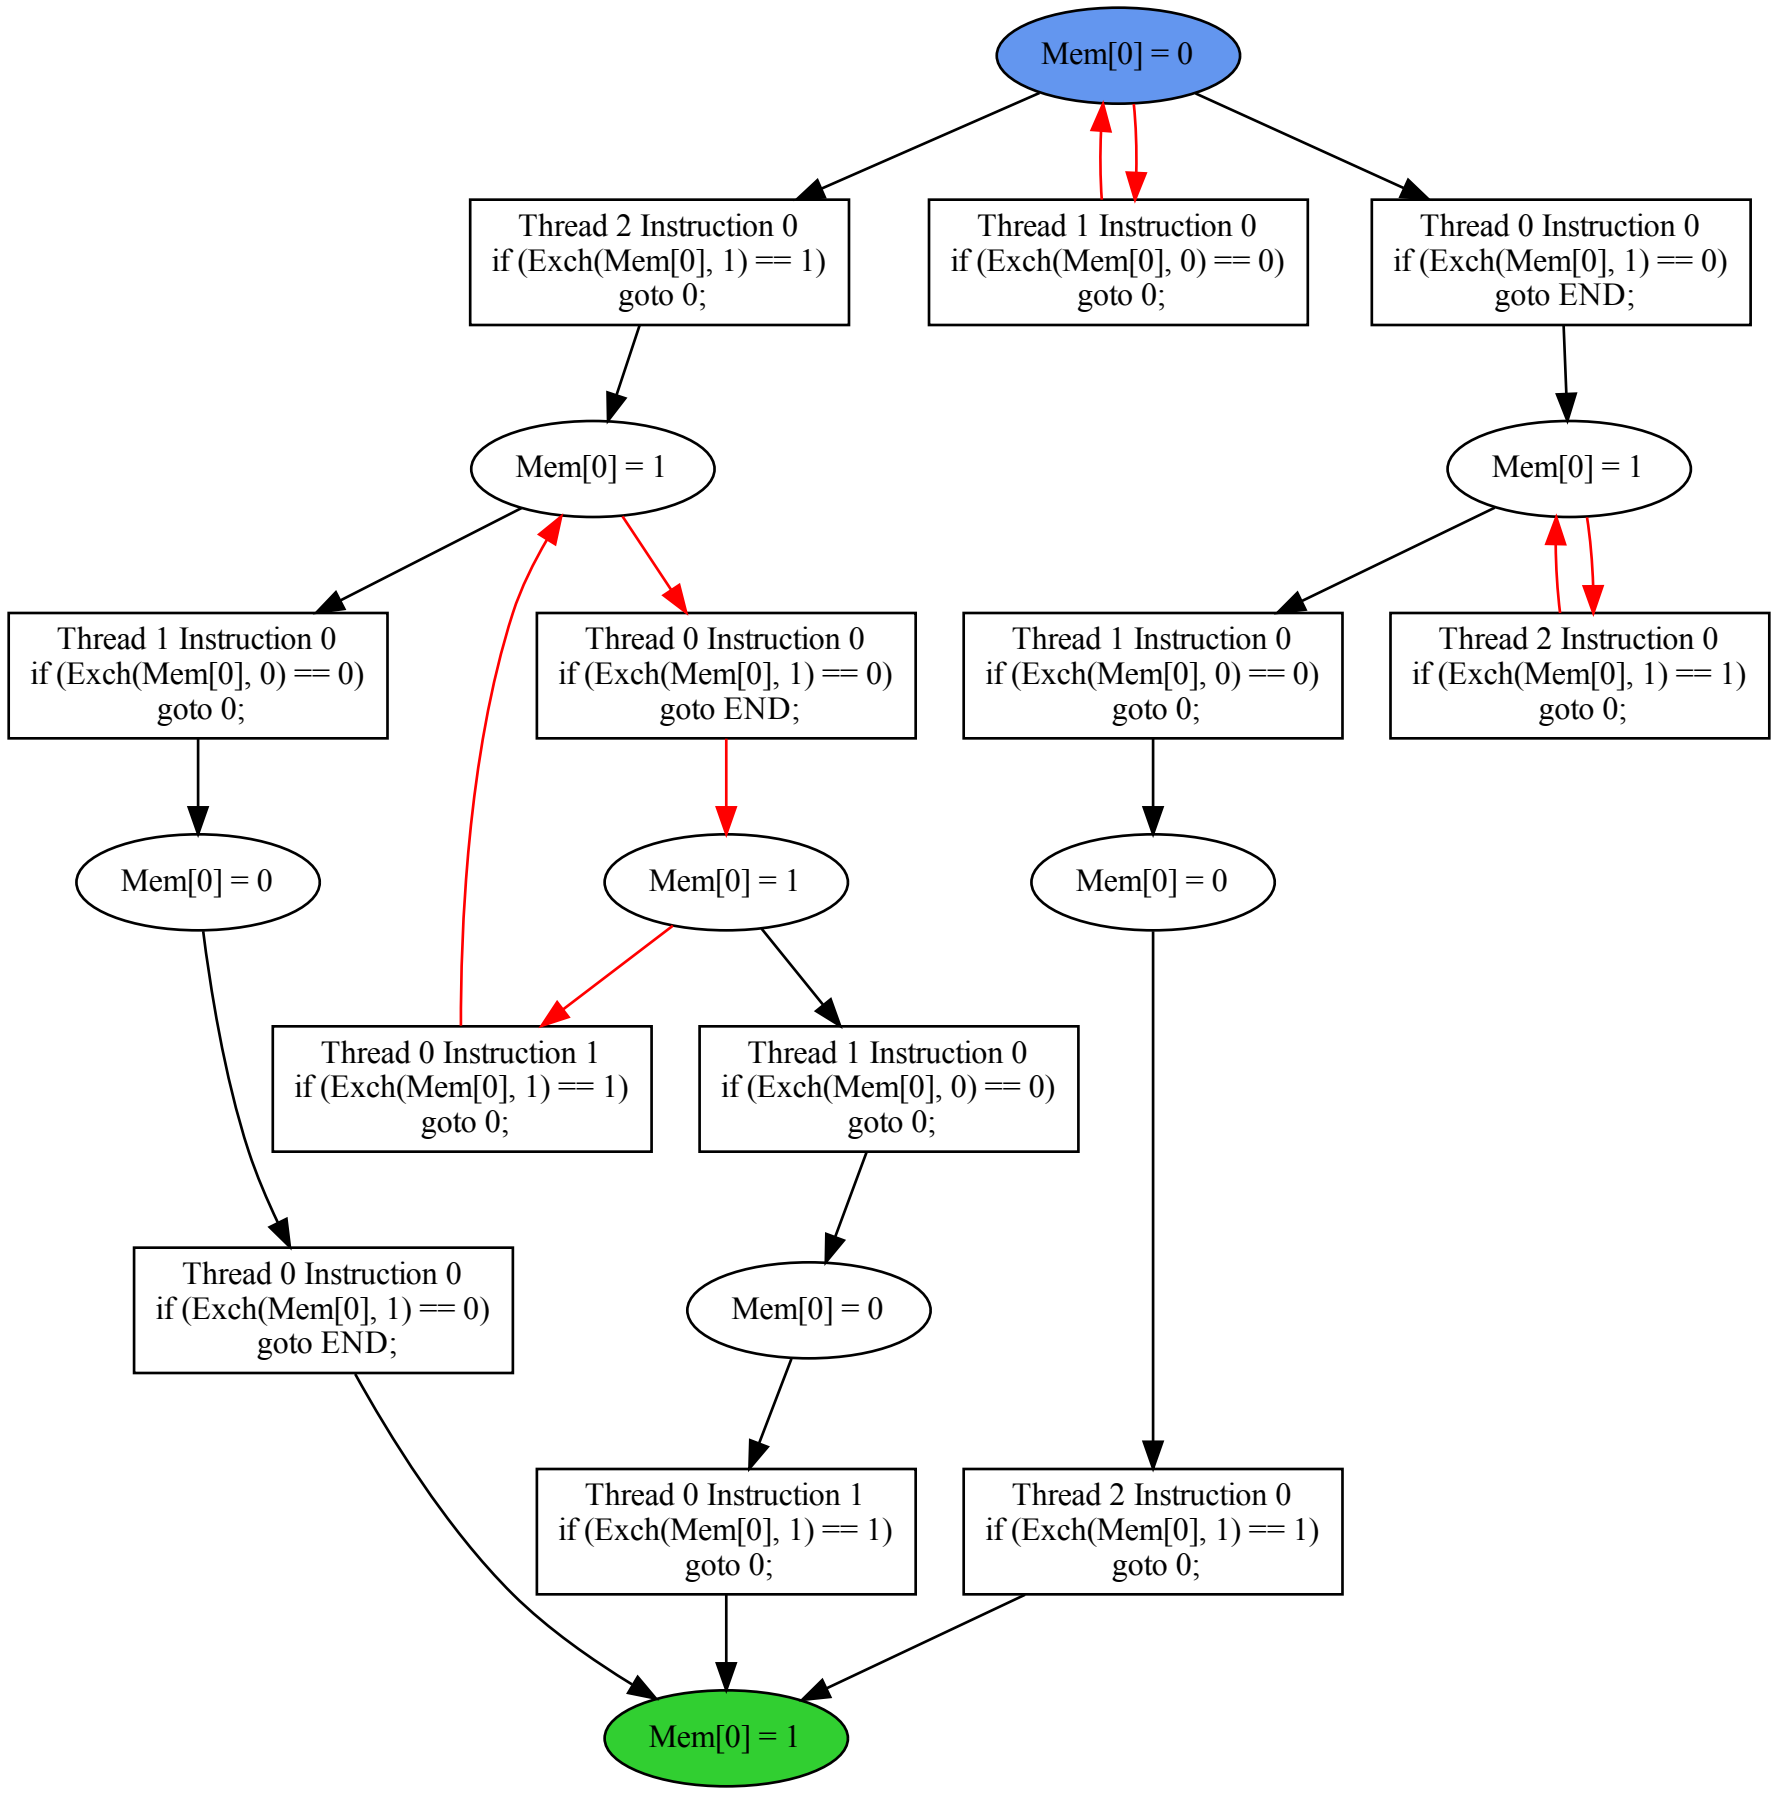 Mem[0] = 0
Thread 2 Instruction 0
if (Exch(Mem[0], 1) == 1)
goto 0;
Thread 1 Instruction 0
if (Exch(Mem[0], 0) == 0)
goto 0;
Thread 0 Instruction 0
if (Exch(Mem[0], 1) == 0)
goto END;
Mem[0] = 1
Mem[0] = 1
Thread 1 Instruction 0
if (Exch(Mem[0], 0) == 0)
goto 0;
Thread 0 Instruction 0
if (Exch(Mem[0], 1) == 0)
goto END;
Thread 1 Instruction 0
if (Exch(Mem[0], 0) == 0)
goto 0;
Thread 2 Instruction 0
if (Exch(Mem[0], 1) == 1)
goto 0;
Mem[0] = 0
Mem[0] = 1
Mem[0] = 0
Thread 0 Instruction 1
if (Exch(Mem[0], 1) == 1)
goto 0;
Thread 1 Instruction 0
if (Exch(Mem[0], 0) == 0)
goto 0;
Thread 0 Instruction 0
if (Exch(Mem[0], 1) == 0)
goto END;
Mem[0] = 0
Thread 0 Instruction 1
if (Exch(Mem[0], 1) == 1)
goto 0;
Thread 2 Instruction 0
if (Exch(Mem[0], 1) == 1)
goto 0;
Mem[0] = 1